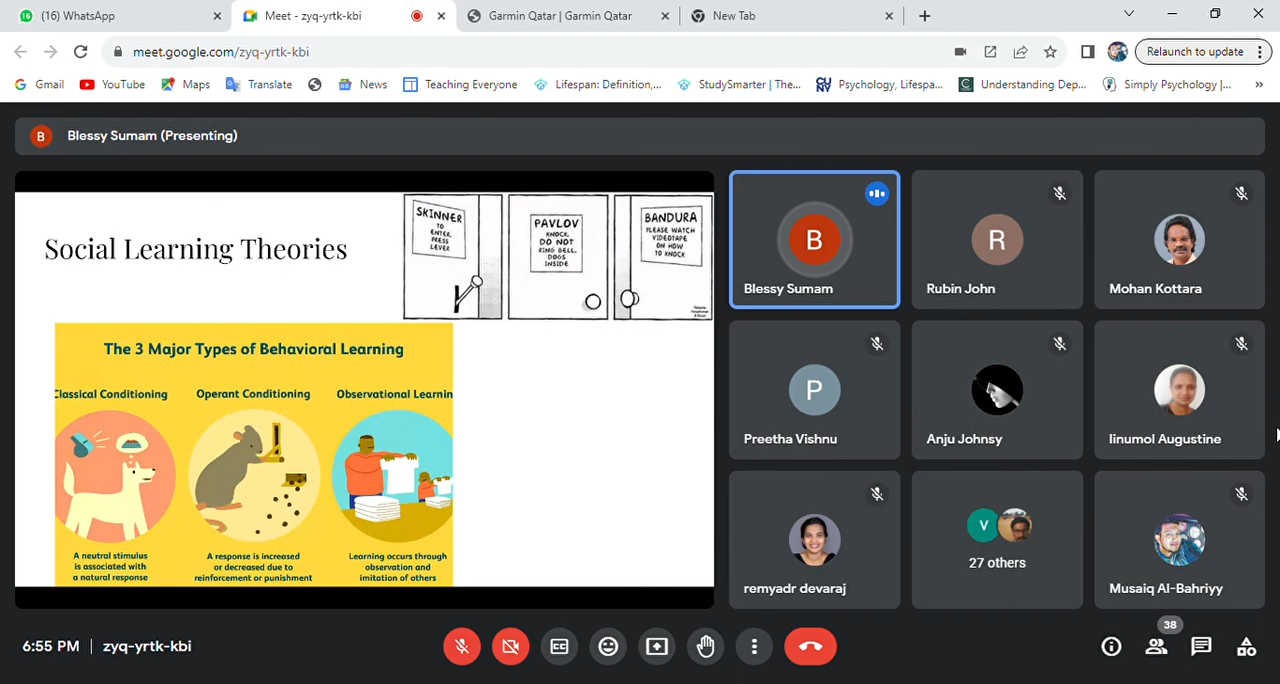 (16) WhatsApp
Meet - zyq-yrtk-kbi
Garmin Qatar | Garmin Qatar
New Tab
meet.google.com/zyq-yrtk-kbi
Relaunch to update
Gmail
YouTube
Maps
Translate
News
Teaching Everyone
Lifespan: Definition,...
StudySmarter | The...
Psychology, Lifespa...
Understanding Dep...
Simply Psychology |...
B
Blessy Sumam (Presenting)
Social Learning Theories
SKINNER
TO
ENTER,
PRESS
LEVER
PAVLOV
KNOCK.
DO NOT
RING BELL.
DOGS
INSIDE
BANDURA
PLEASE WATCH
VIDEOTAPE
ON HOW
TO KNOCK
The 3 Major Types of Behavioral Learning
Classical Conditioning
Operant Conditioning
Observational Learnin
A neutral stimulus
is associated with
a natural response
A response is increased
or decreased due to
reinforcement or punishment
Learning occurs through
observation and
imitation of others
B
Blessy Sumam
R
Rubin John
Mohan Kottara
P
Preetha Vishnu
Anju Johnsy
linumol Augustine
remyadr devaraj
V
27 others
Musaiq Al-Bahriyy
6:55 PM
zyq-yrtk-kbi
38